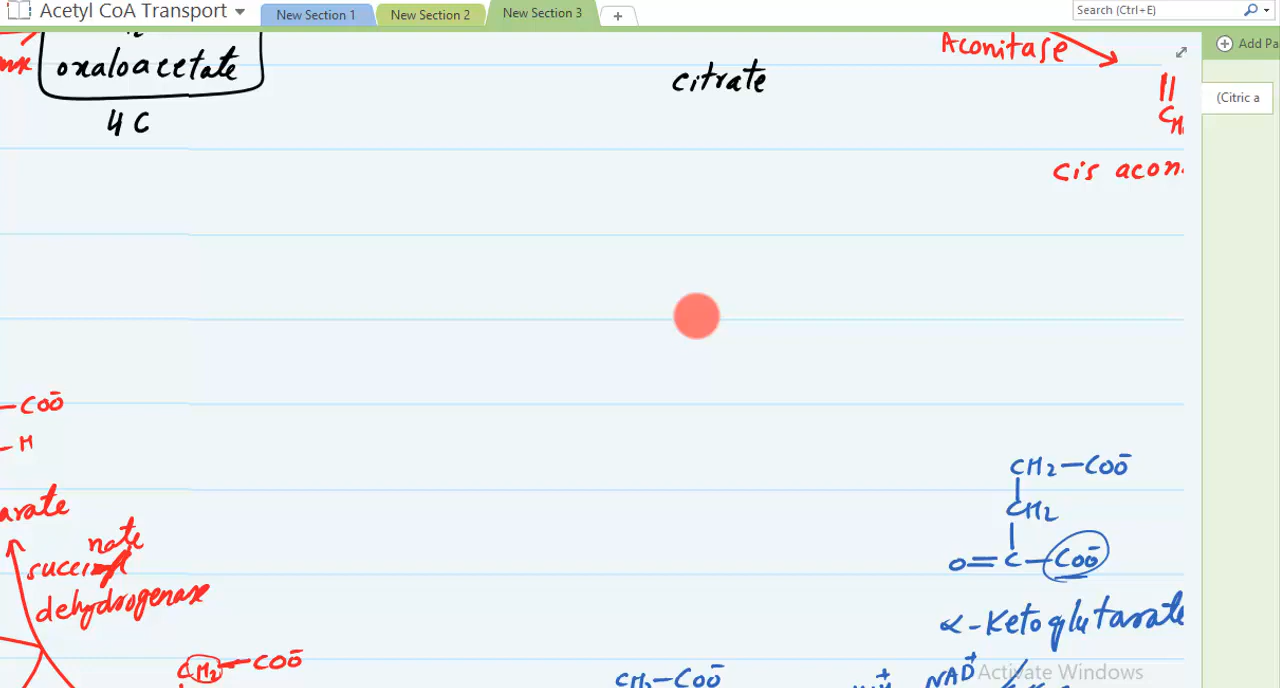 Acetyl CoA Transport
New Section 1
New Section 2
New Section 3
+
Search (Ctrl+E)
Add Pa
(Citric a
oxaloacetate
4C
citrate
Aconitase
||
CH
cis acon
-COO̅
-H
arate
succinate
dehydrogenase
CH2-COO̅
CH2-COO̅
CH2
O=C-COO̅
α-Ketoglutarate
CH2-COO̅
NAD+
Activate Windows